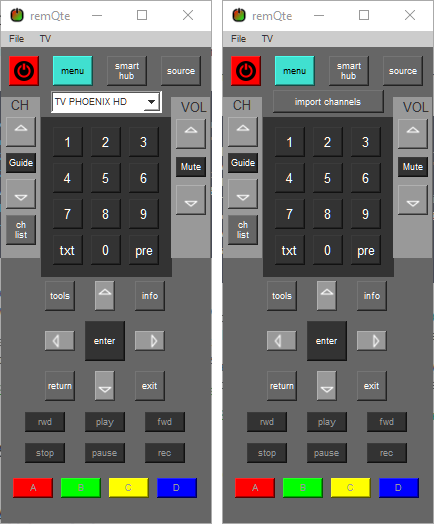 remQte
File TV
menu
smart
hub
source
CH
TV PHOENIX HD
VOL
1 2 3
Guide
Mute
4 5 6
7 8 9
ch
list
txt 0 pre
tools
info
enter
return
exit
rwd play fwd
stop pause rec
A C C D
remQte
File TV
menu
smart
hub
source
CH
import channels
VOL
1 2 3
Guide
Mute
4 5 6
7 8 9
ch
list
txt 0 pre
tools
info
enter
return
exit
rwd play fwd
stop pause rec
A C C D